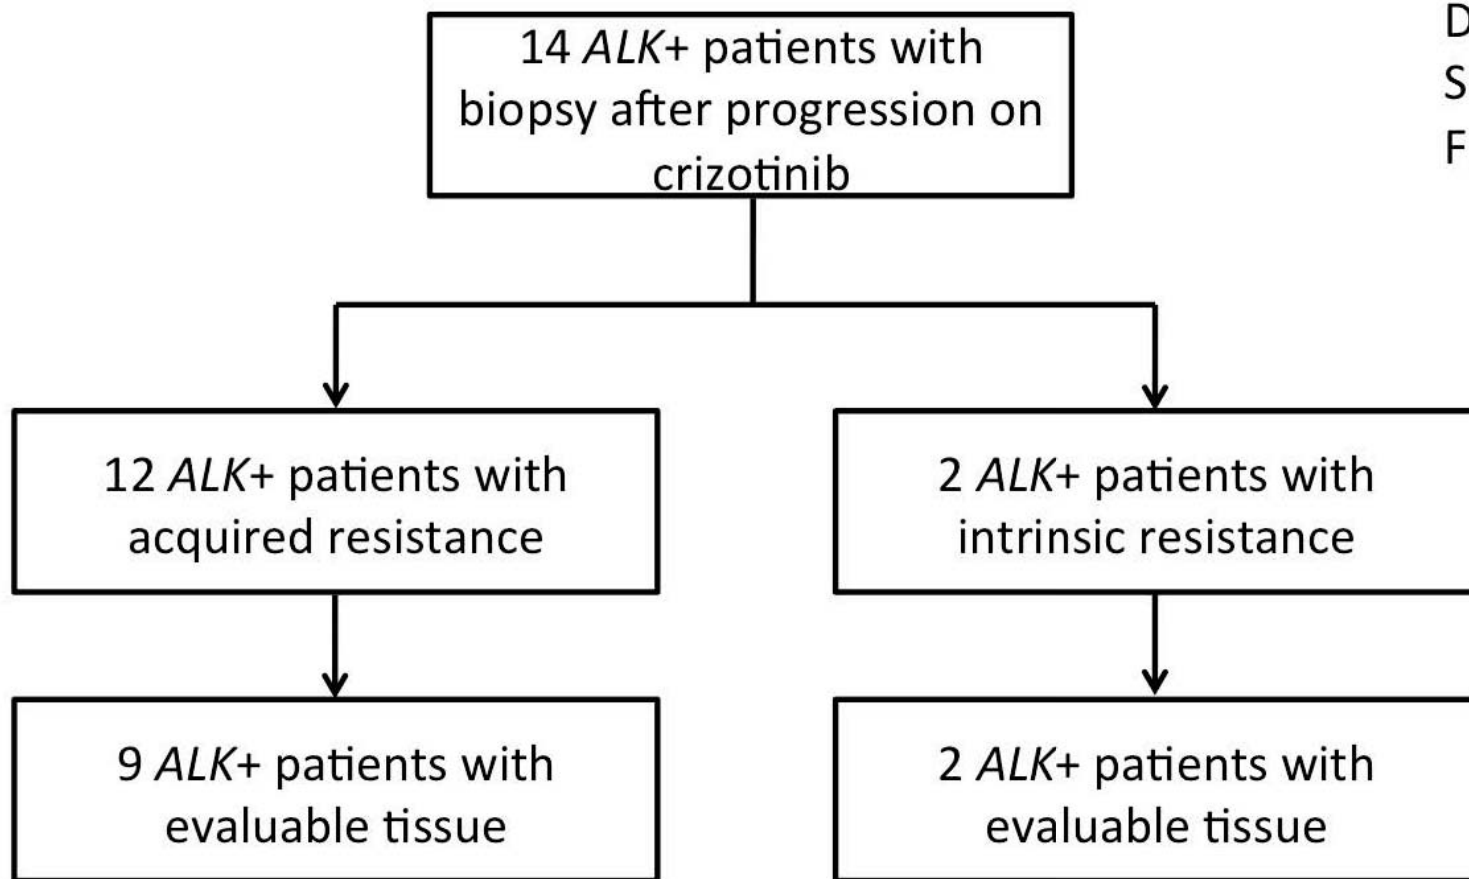 14 ALK+ patients with
biopsy after progression on
crizotinib
D
S
F
12 ALK+ patients with
acquired resistance
2 ALK+ patients with
intrinsic resistance
9 ALK+ patients with
evaluable tissue
2 ALK+ patients with
evaluable tissue